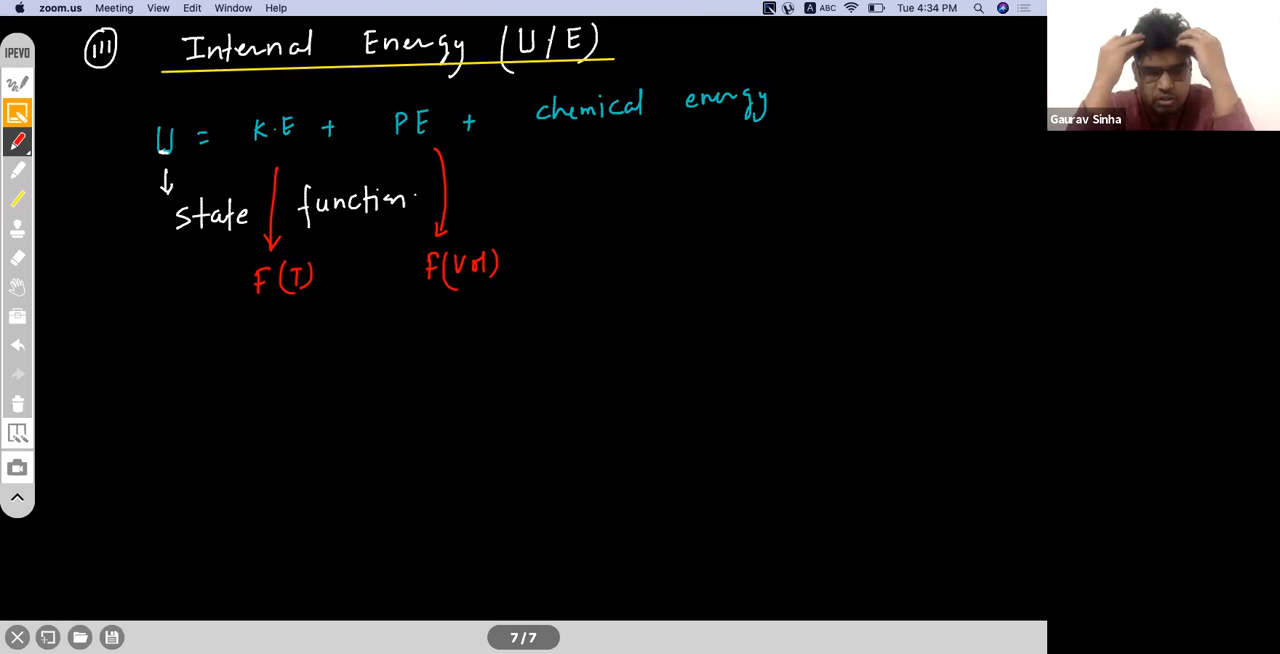 zoom.us Meeting View Edit Window Help A ABC Tue 4:34 PM
IPEVO
(III) Internal Energy (U/E)
U = K.E + PE + chemical energy
↓
state function.
F(T) F(Vol)
Gaurav Sinha
7/7